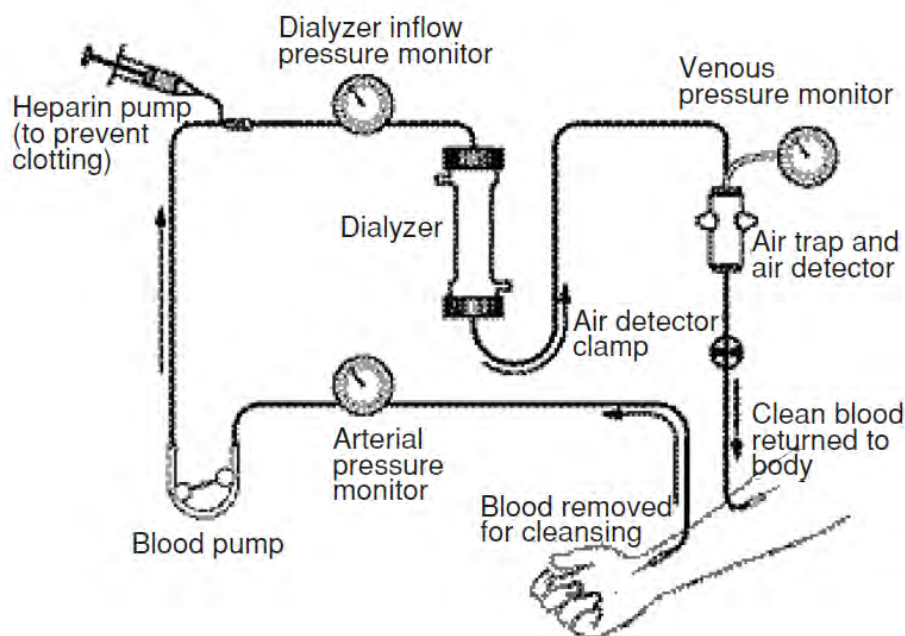 Dialyzer inflow
pressure monitor
Venous
pressure monitor
Heparin pump
(to prevent
clotting)
Dialyzer
Air trap and
air detector
Air detector
clamp
Clean blood
returned to
body
Arterial
pressure
monitor
Blood removed
for cleansing
Blood pump